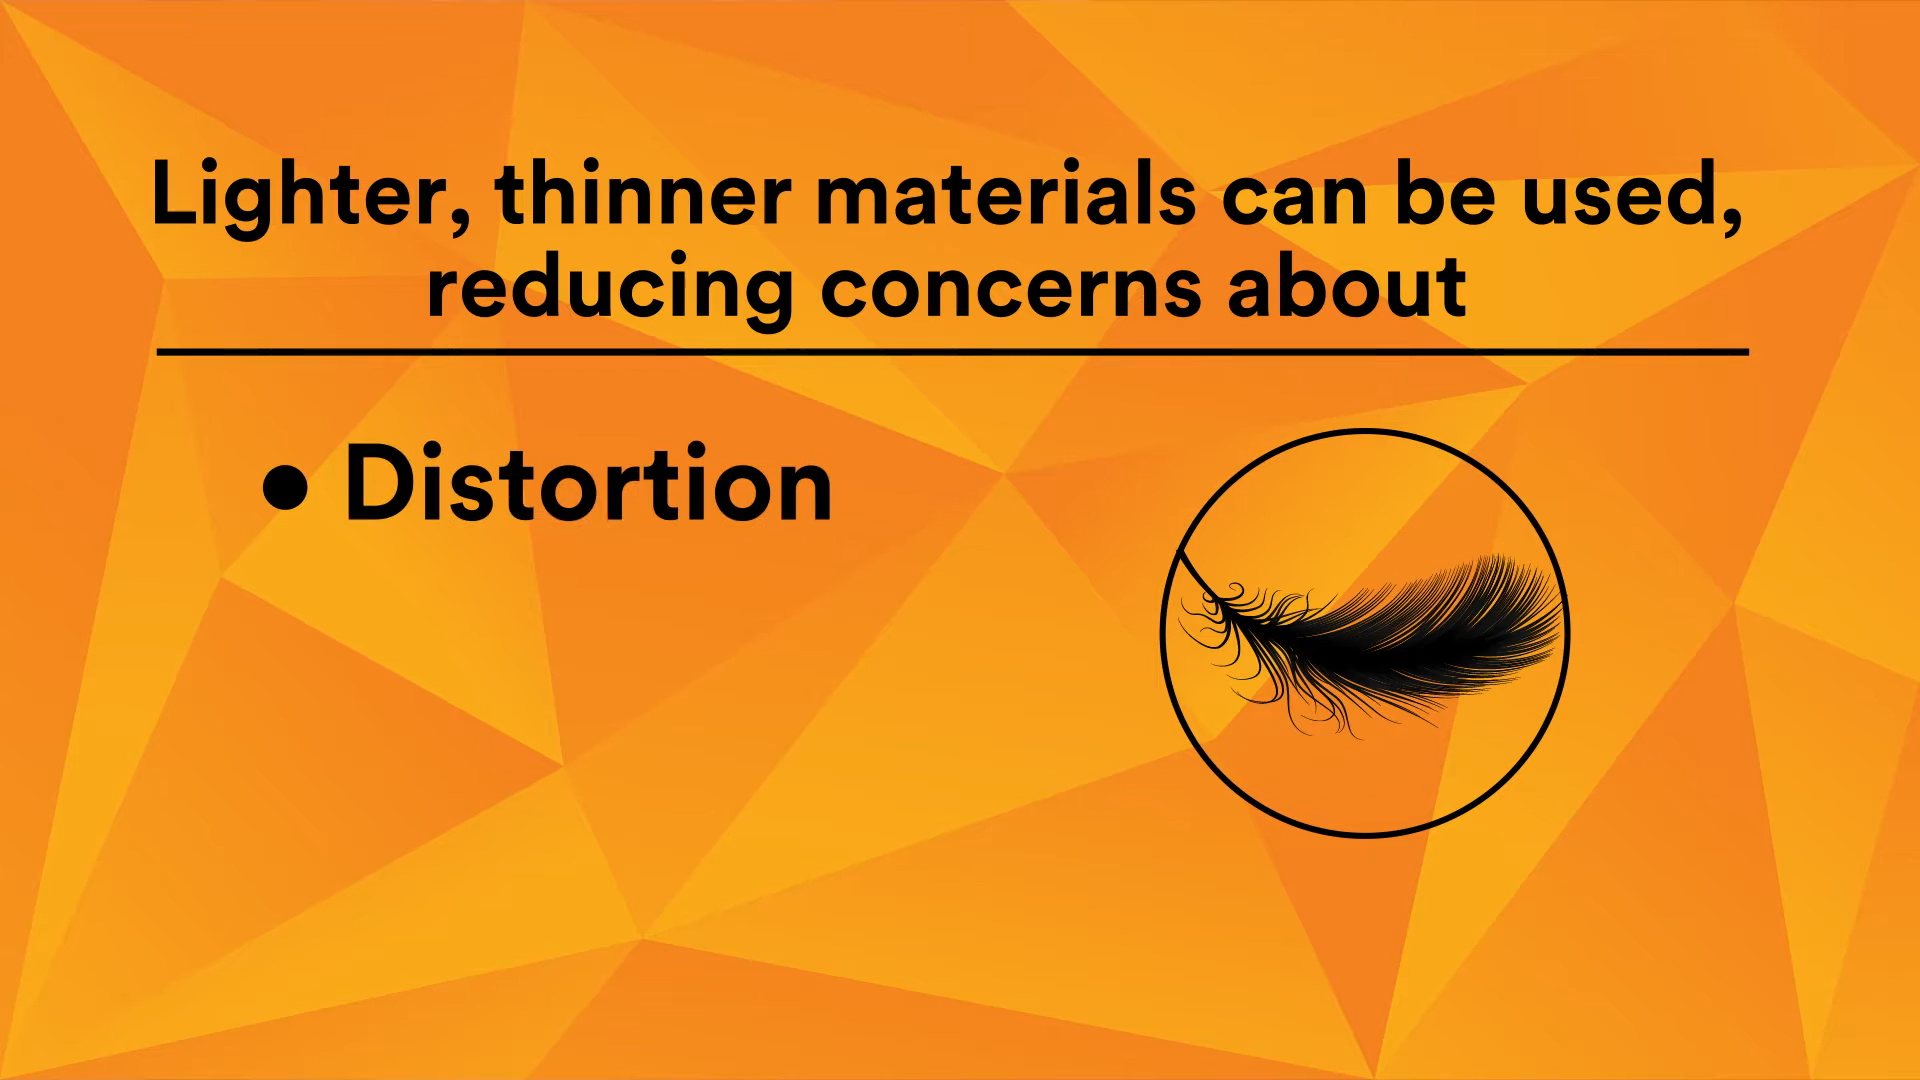 Lighter, thinner materials can be used,
reducing concerns about
• Distortion